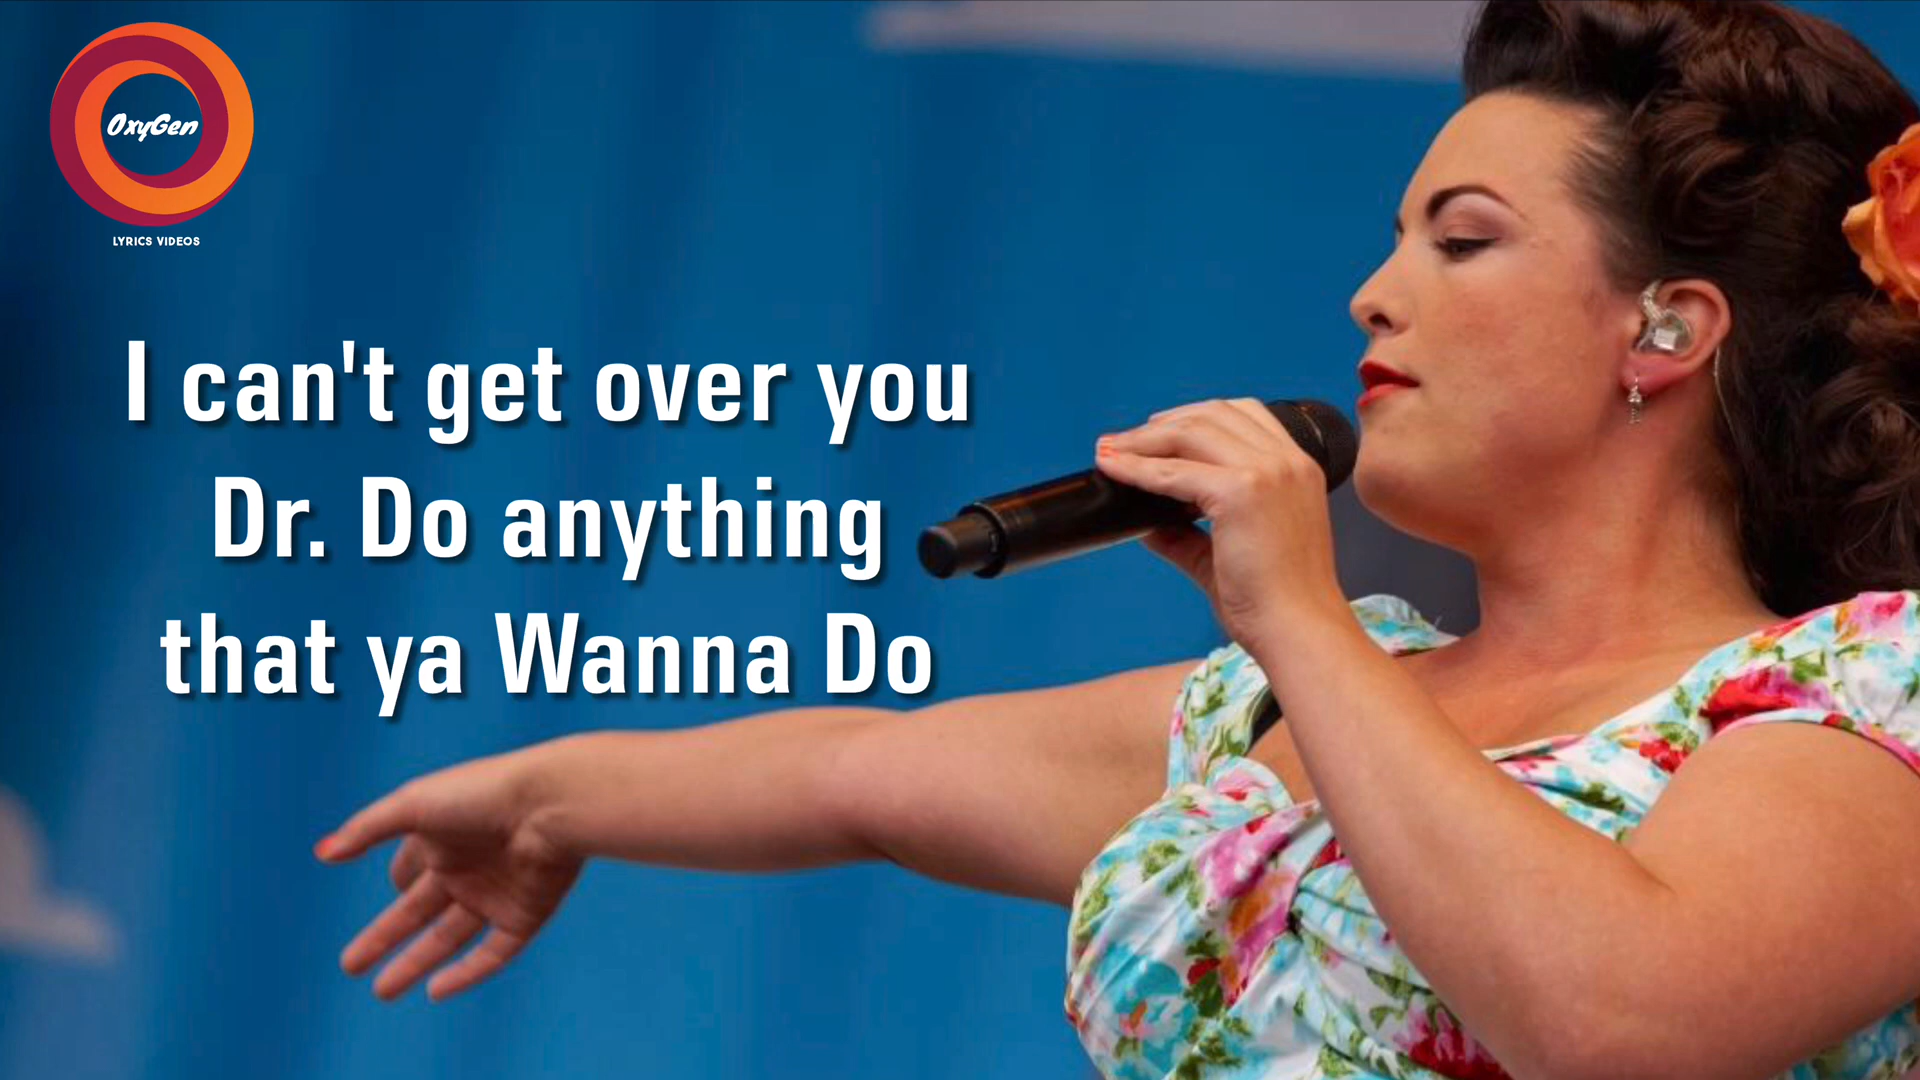 OxyGen
LYRICS VIDEOS
I can't get over you
Dr. Do anything
that ya Wanna Do